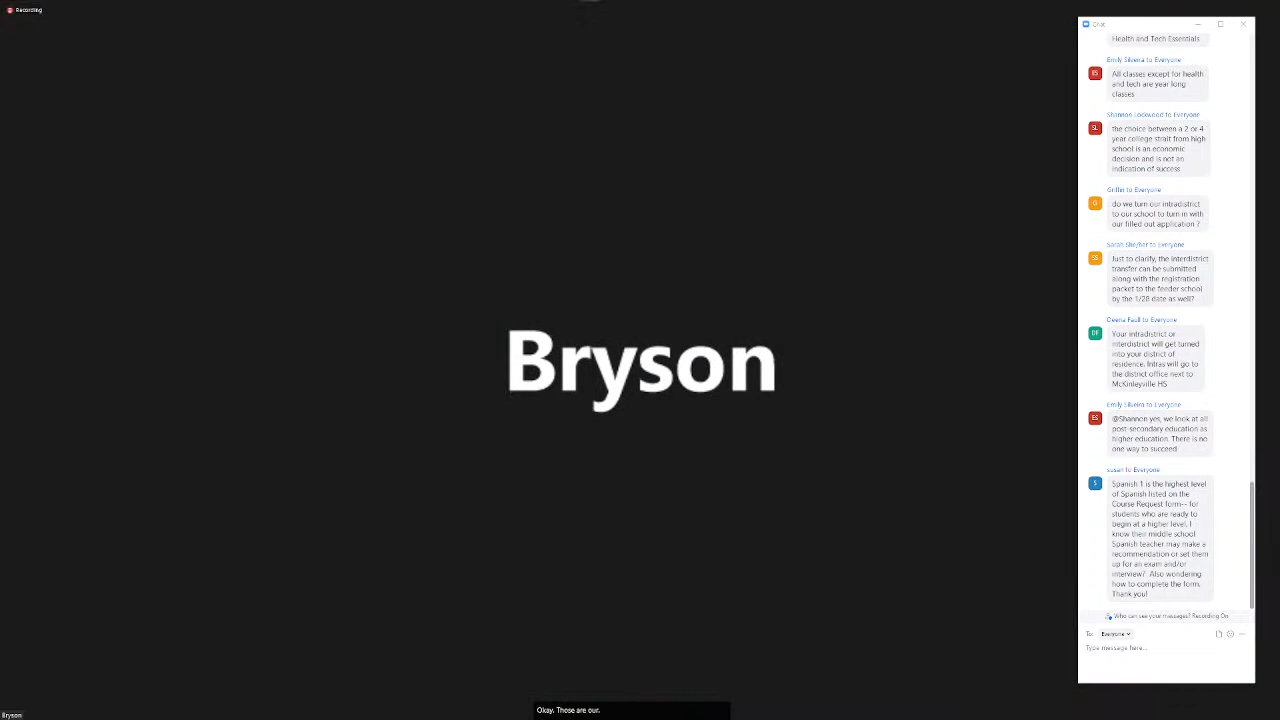 Recording
Chat
Health and Tech Essentials
Emily Silveira to Everyone
ES
All classes except for health
and tech are year long
classes
Shannon Lockwood to Everyone
SL
the choice between a 2 or 4
year college strait from high
school is an economic
decision and is not an
indication of success
Griffin to Everyone
G
do we turn our intradistrict
to our school to turn in with
our filled out application ?
Sarah She/her to Everyone
SS
Just to clarify, the interdistrict
transfer can be submitted
along with the registration
packet to the feeder school
by the 1/28 date as well?
Deena Faull to Everyone
DF
Your intradistrict or
interdistrict will get turned
into your district of
residence. Intras will go to
the district office next to
McKinleyville HS
Emily Silveira to Everyone
ES
@Shannon yes, we look at all
post-secondary education as
higher education. There is no
one way to succeed
susan to Everyone
S
Spanish 1 is the highest level
of Spanish listed on the
Course Request form-- for
students who are ready to
begin at a higher level, I
know their middle school
Spanish teacher may make a
recommendation or set them
up for an exam and/or
interview? Also wondering
how to complete the form.
Thank you!
Who can see your messages? Recording On
To: Everyone
Type message here...
Bryson
Okay. Those are our.
Bryson